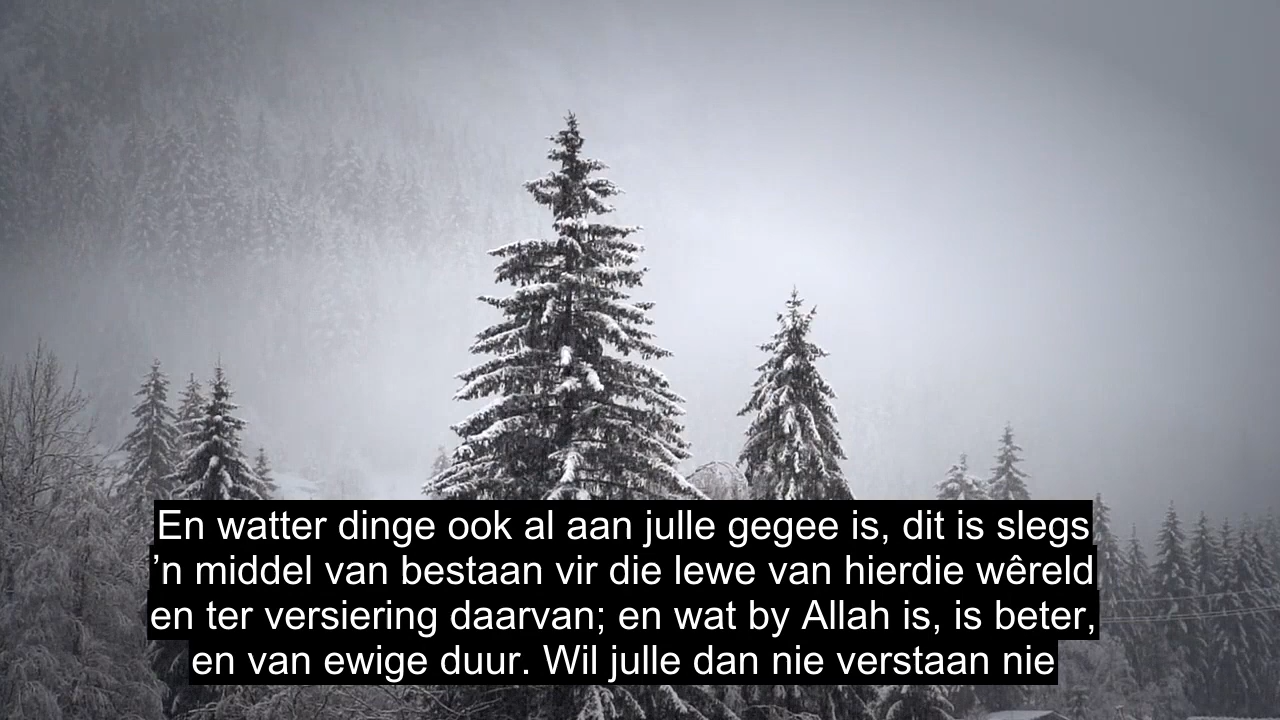 En watter dinge ook al aan julle gegee is, dit is slegs
’n middel van bestaan vir die lewe van hierdie wêreld
en ter versiering daarvan; en wat by Allah is, is beter,
en van ewige duur. Wil julle dan nie verstaan nie